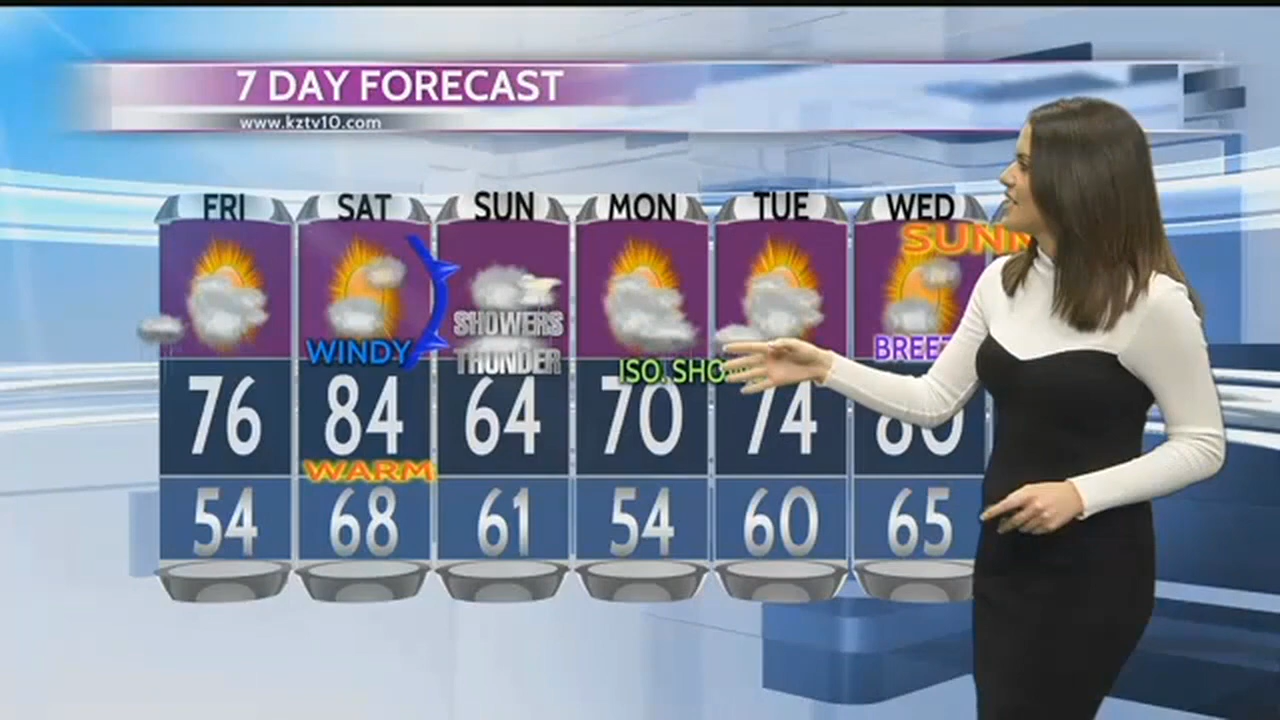 7 DAY FORECAST
www.kztv10.com
FRI SAT SUN MON TUE WED
WINDY
SHOWERS
THUNDER
ISO.
76 84 64 70 74
WARM
54 68 61 54 60 65